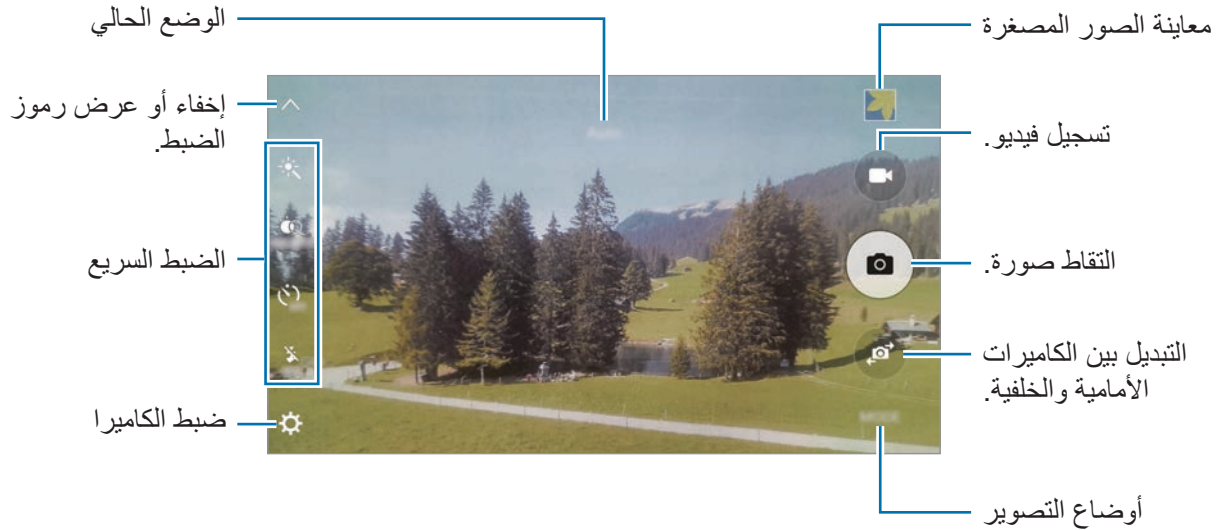 الوضع الحالي
معاينة الصور المصغرة
إخفاء أو عرض رموز
الضبط.
تسجيل فيديو.
الضبط السريع
التقاط صورة.
التبديل بين الكاميرات
الأمامية والخلفية.
ضبط الكاميرا
أوضاع التصوير